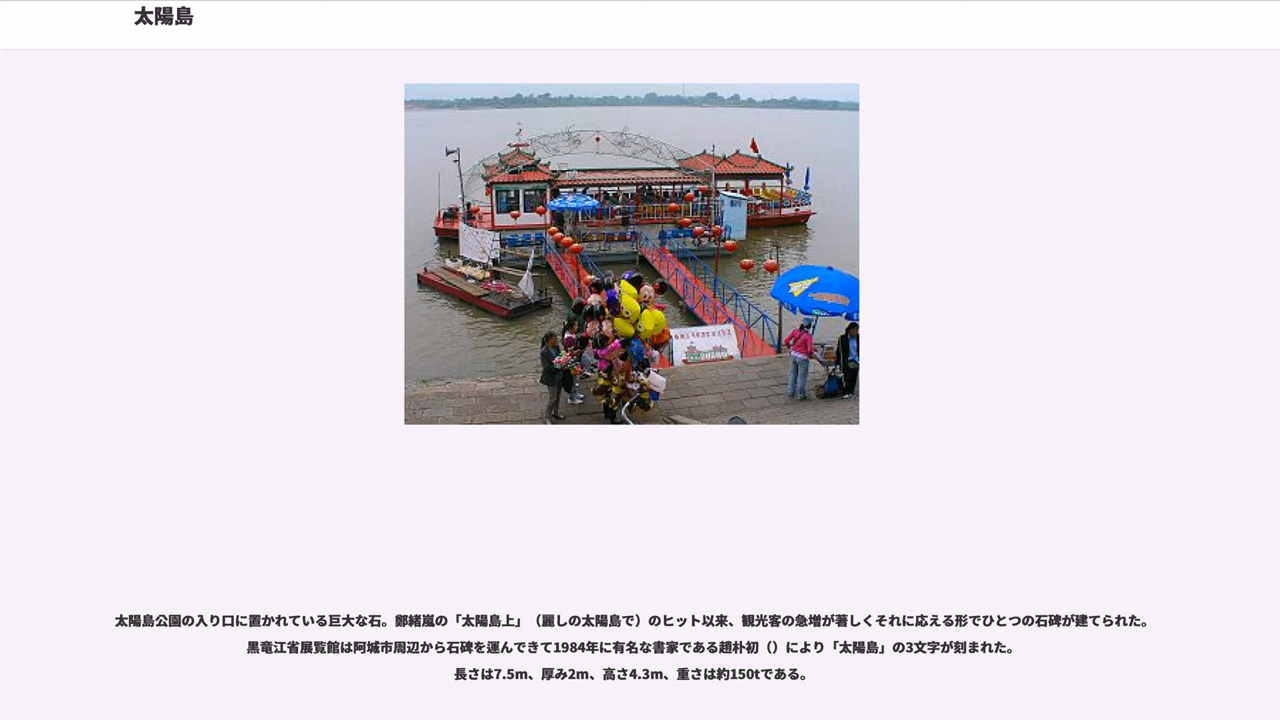 太陽島
太陽島公園の入り口に置かれている巨大な石。鄭緒嵐の「太陽島上」（麗しの太陽島で）のヒット以来、観光客の急増が著しくそれに応える形でひとつの石碑が建てられた。
黒竜江省展覧館は阿城市周辺から石碑を運んできて1984年に有名な書家である趙朴初（）により「太陽島」の3文字が刻まれた。
長さは7.5m、厚み2m、高さ4.3m、重さは約150tである。